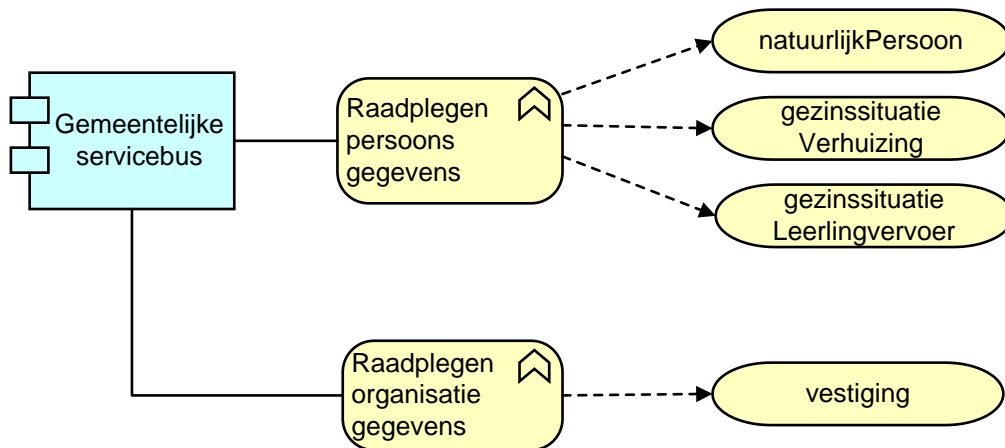 Gemeentelijke
servicebus
Raadplegen
persoons
gegevens
natuurlijkPersoon
gezinssituatie
Verhuizing
gezinssituatie
Leerlingvervoer
Raadplegen
organisatie
gegevens
vestiging